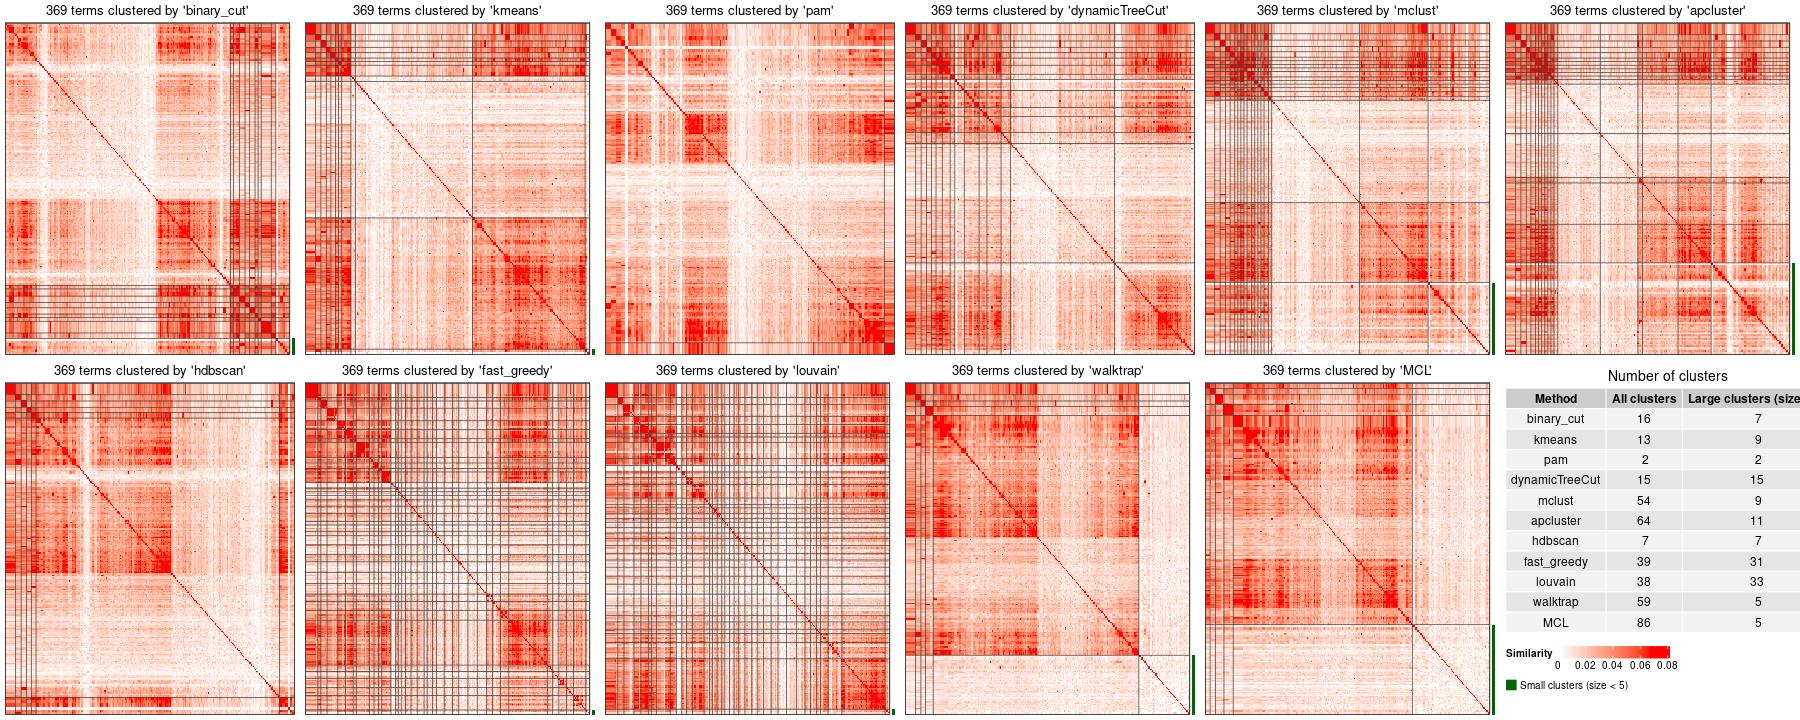 369 terms clustered by 'binary_cut'
369 terms clustered by 'kmeans'
369 terms clustered by 'pam'
369 terms clustered by 'dynamicTreeCut'
369 terms clustered by 'mclust'
369 terms clustered by 'apcluster'
369 terms clustered by 'hdbscan'
369 terms clustered by 'fast_greedy'
369 terms clustered by 'louvain'
369 terms clustered by 'walktrap'
369 terms clustered by 'MCL'
Number of clusters
Method All clusters Large clusters (size
binary_cut 16 7
kmeans 13 9
pam 2 2
dynamicTreeCut 15 15
mclust 54 9
apcluster 64 11
hdbscan 7 7
fast_greedy 39 31
louvain 38 33
walktrap 59 5
MCL 86 5
Similarity
0 0.02 0.04 0.06 0.08
Small clusters (size < 5)